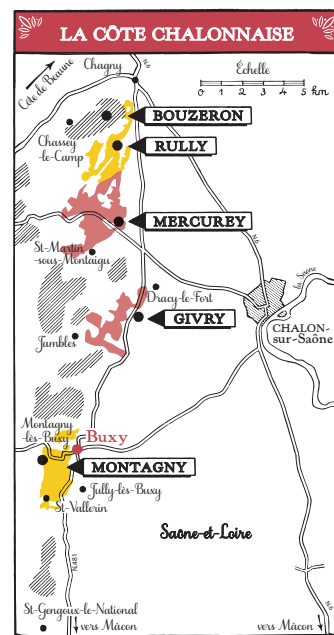 LA CÔTE CHALONNAISE
Chagny
N6
Échelle
0 1 2 3 4 5 km
Côte de Beaune
BOUZERON
Chassey
-le-Camp
RULLY
MERCUREY
N6
St-Martin
-sous-Montaigu
La Saône
Dracy-le-Fort
GIVRY
CHALON-
sur-Saône
Jambles
Montagny
-lès-Buxy
Buxy
MONTAGNY
Jully-lès-Buxy
St-Vallerin
Saône-et-Loire
N.481
St-Gengoux-le-National
N6
vers Mâcon
vers Mâcon